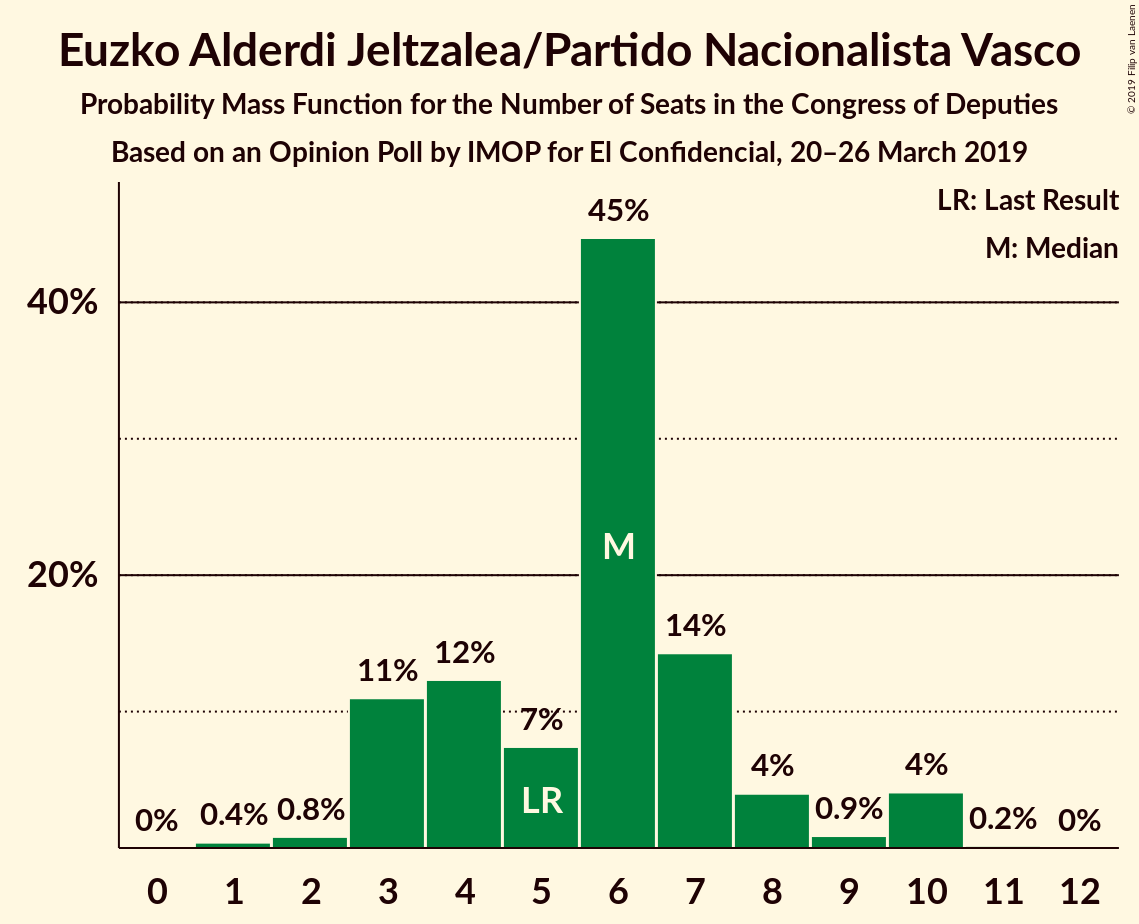 Euzko Alderdi Jeltzalea/Partido Nacionalista Vasco
Probability Mass Function for the Number of Seats in the Congress of Deputies
Based on an Opinion Poll by IMOP for El Confidencial, 20–26 March 2019
© 2019 Filip van Laenen
LR: Last Result
M: Median
40%
20%
0%
0.4%
0.8%
11%
12%
7%
45%
14%
4%
0.9%
4%
0.2%
0%
M
LR
0 1 2 3 4 5 6 7 8 9 10 11 12